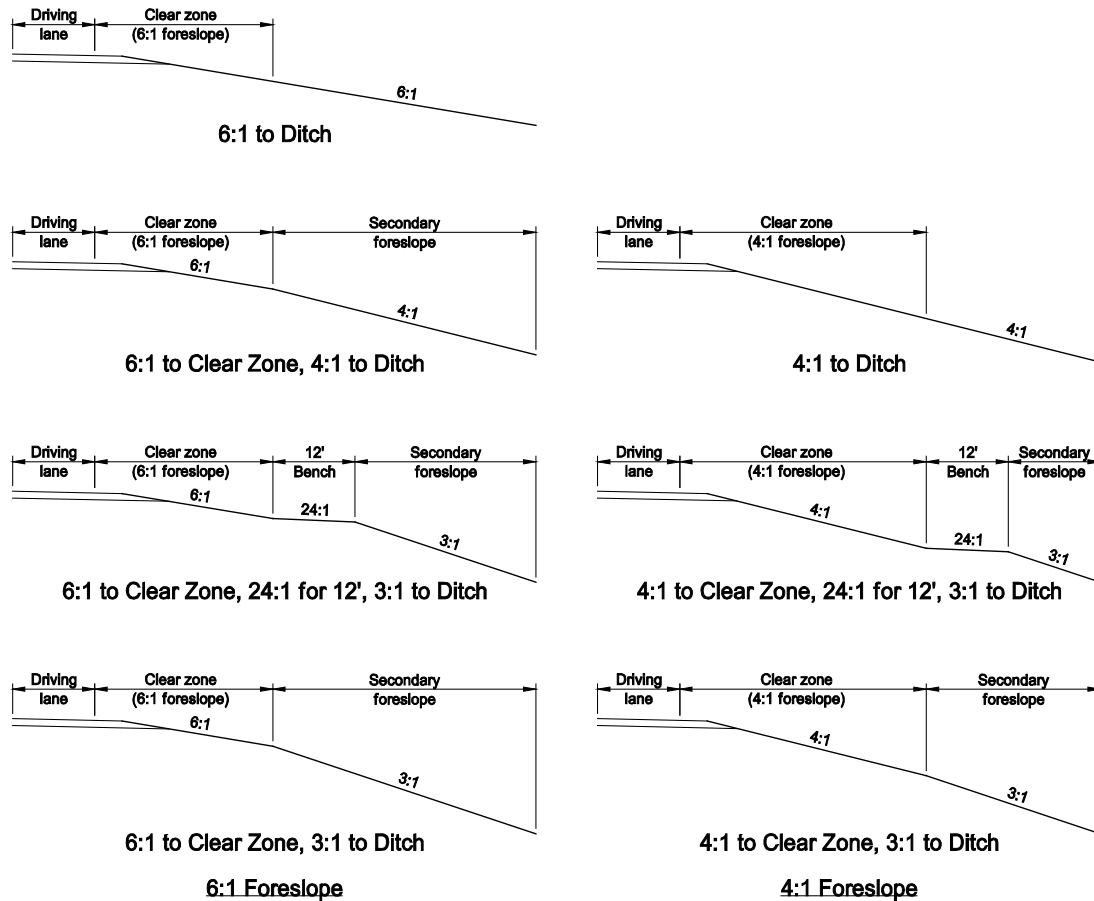 Driving
lane
Clear zone
(6:1 foreslope)
6:1
6:1 to Ditch
Driving
lane
Clear zone
(6:1 foreslope)
Secondary
foreslope
6:1
4:1
6:1 to Clear Zone, 4:1 to Ditch
Driving
lane
Clear zone
(4:1 foreslope)
4:1
4:1 to Ditch
Driving
lane
Clear zone
(6:1 foreslope)
12'
Bench
Secondary
foreslope
6:1
24:1
3:1
6:1 to Clear Zone, 24:1 for 12', 3:1 to Ditch
Driving
lane
Clear zone
(4:1 foreslope)
12'
Bench
Secondary
foreslope
4:1
24:1
3:1
4:1 to Clear Zone, 24:1 for 12', 3:1 to Ditch
Driving
lane
Clear zone
(6:1 foreslope)
Secondary
foreslope
6:1
3:1
6:1 to Clear Zone, 3:1 to Ditch
6:1 Foreslope
Driving
lane
Clear zone
(4:1 foreslope)
Secondary
foreslope
4:1
3:1
4:1 to Clear Zone, 3:1 to Ditch
4:1 Foreslope